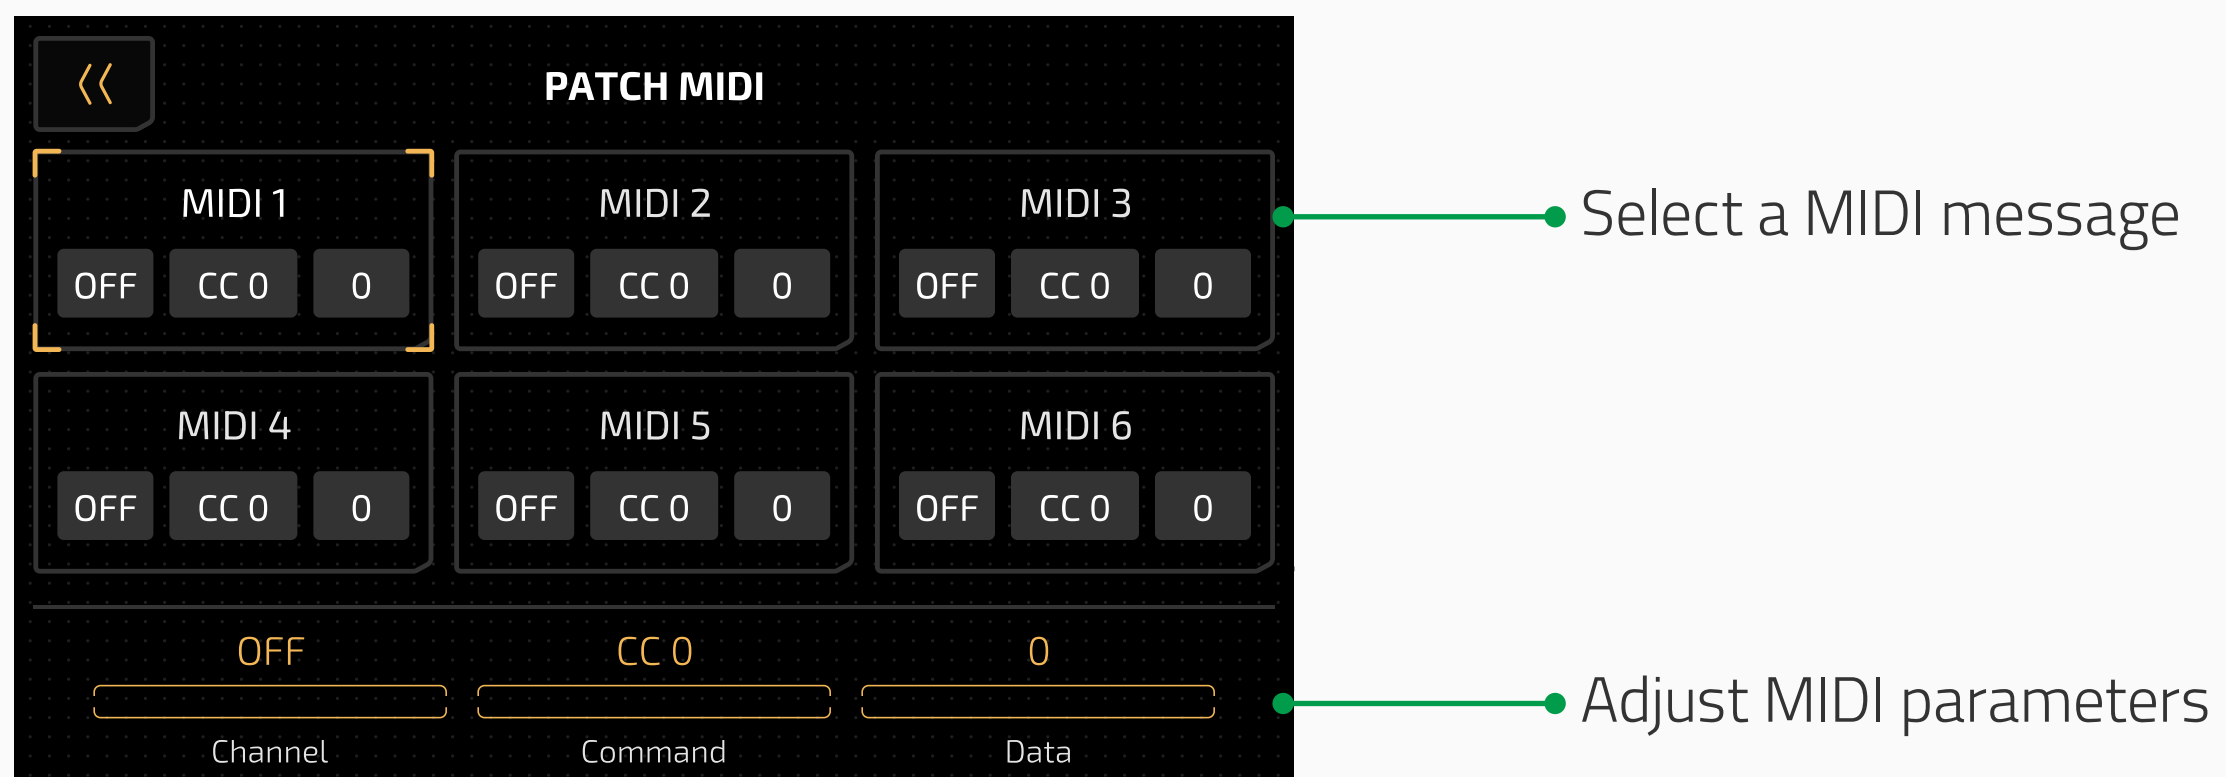 PATCH MIDI
MIDI 1
OFF CC 0 0
MIDI 2
OFF CC 0 0
MIDI 3
OFF CC 0 0
Select a MIDI message
MIDI 4
OFF CC 0 0
MIDI 5
OFF CC 0 0
MIDI 6
OFF CC 0 0
OFF
Channel
CC 0
Command
0
Data
Adjust MIDI parameters